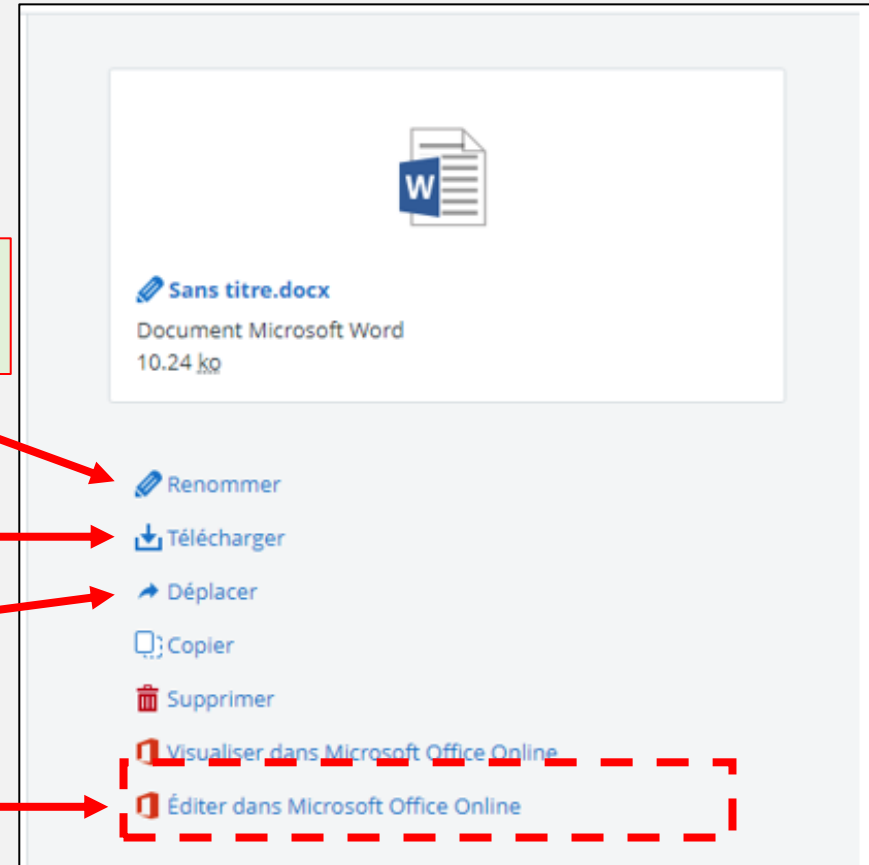 W
Sans titre.docx
Document Microsoft Word
10.24 ko
Renommer
Télécharger
Déplacer
Copier
Supprimer
Visualiser dans Microsoft Office Online
Éditer dans Microsoft Office Online